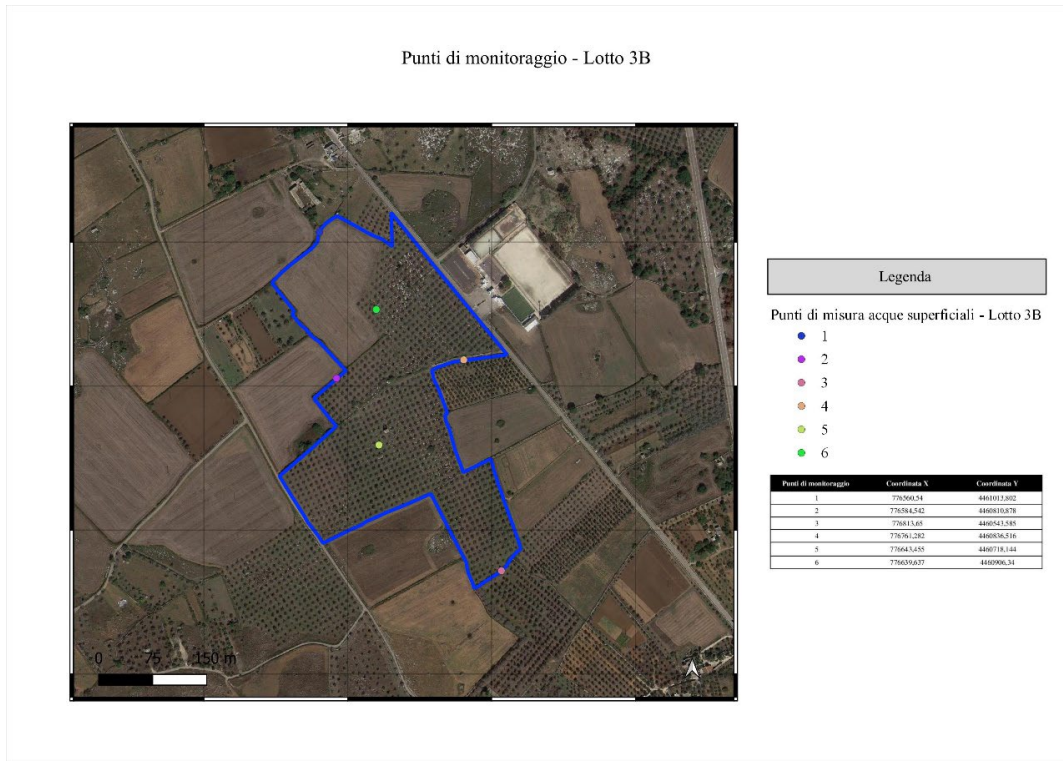 Punti di monitoraggio - Lotto 3B
0 75 150 m
Legenda
Punti di misura acque superficiali - Lotto 3B
1
2
3
4
5
6
Punti di monitoraggio Coordinata X Coordinata Y
1 776560,54 4461013,802
2 776584,542 4460810,878
3 776813,65 4460543,585
4 776761,282 4460836,516
5 776643,455 4460718,144
6 776639,637 4460906,34